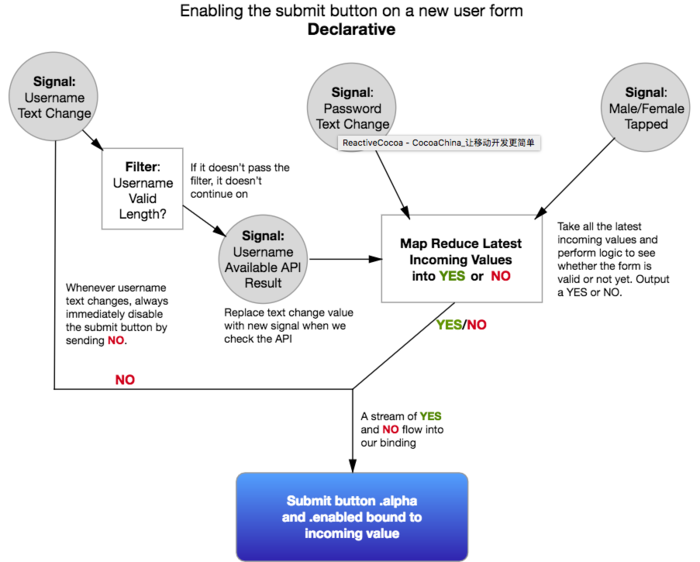 Enabling the submit button on a new user form
Declarative
Signal:
Username
Text Change
Signal:
Password
Text Change
Signal:
Male/Female
Tapped
ReactiveCocoa - CocoaChina_让移动开发更简单
Filter:
Username
Valid
Length?
If it doesn't pass the
filter, it doesn't
continue on
Signal:
Username
Available API
Result
Map Reduce Latest
Incoming Values
into YES or NO
Take all the latest
incoming values and
perform logic to see
whether the form is
valid or not yet. Output
a YES or NO.
Whenever username
text changes, always
immediately disable
the submit button by
sending NO.
Replace text change value
with new signal when we
check the API
YES/NO
NO
A stream of YES
and NO flow into
our binding
Submit button .alpha
and .enabled bound to
incoming value